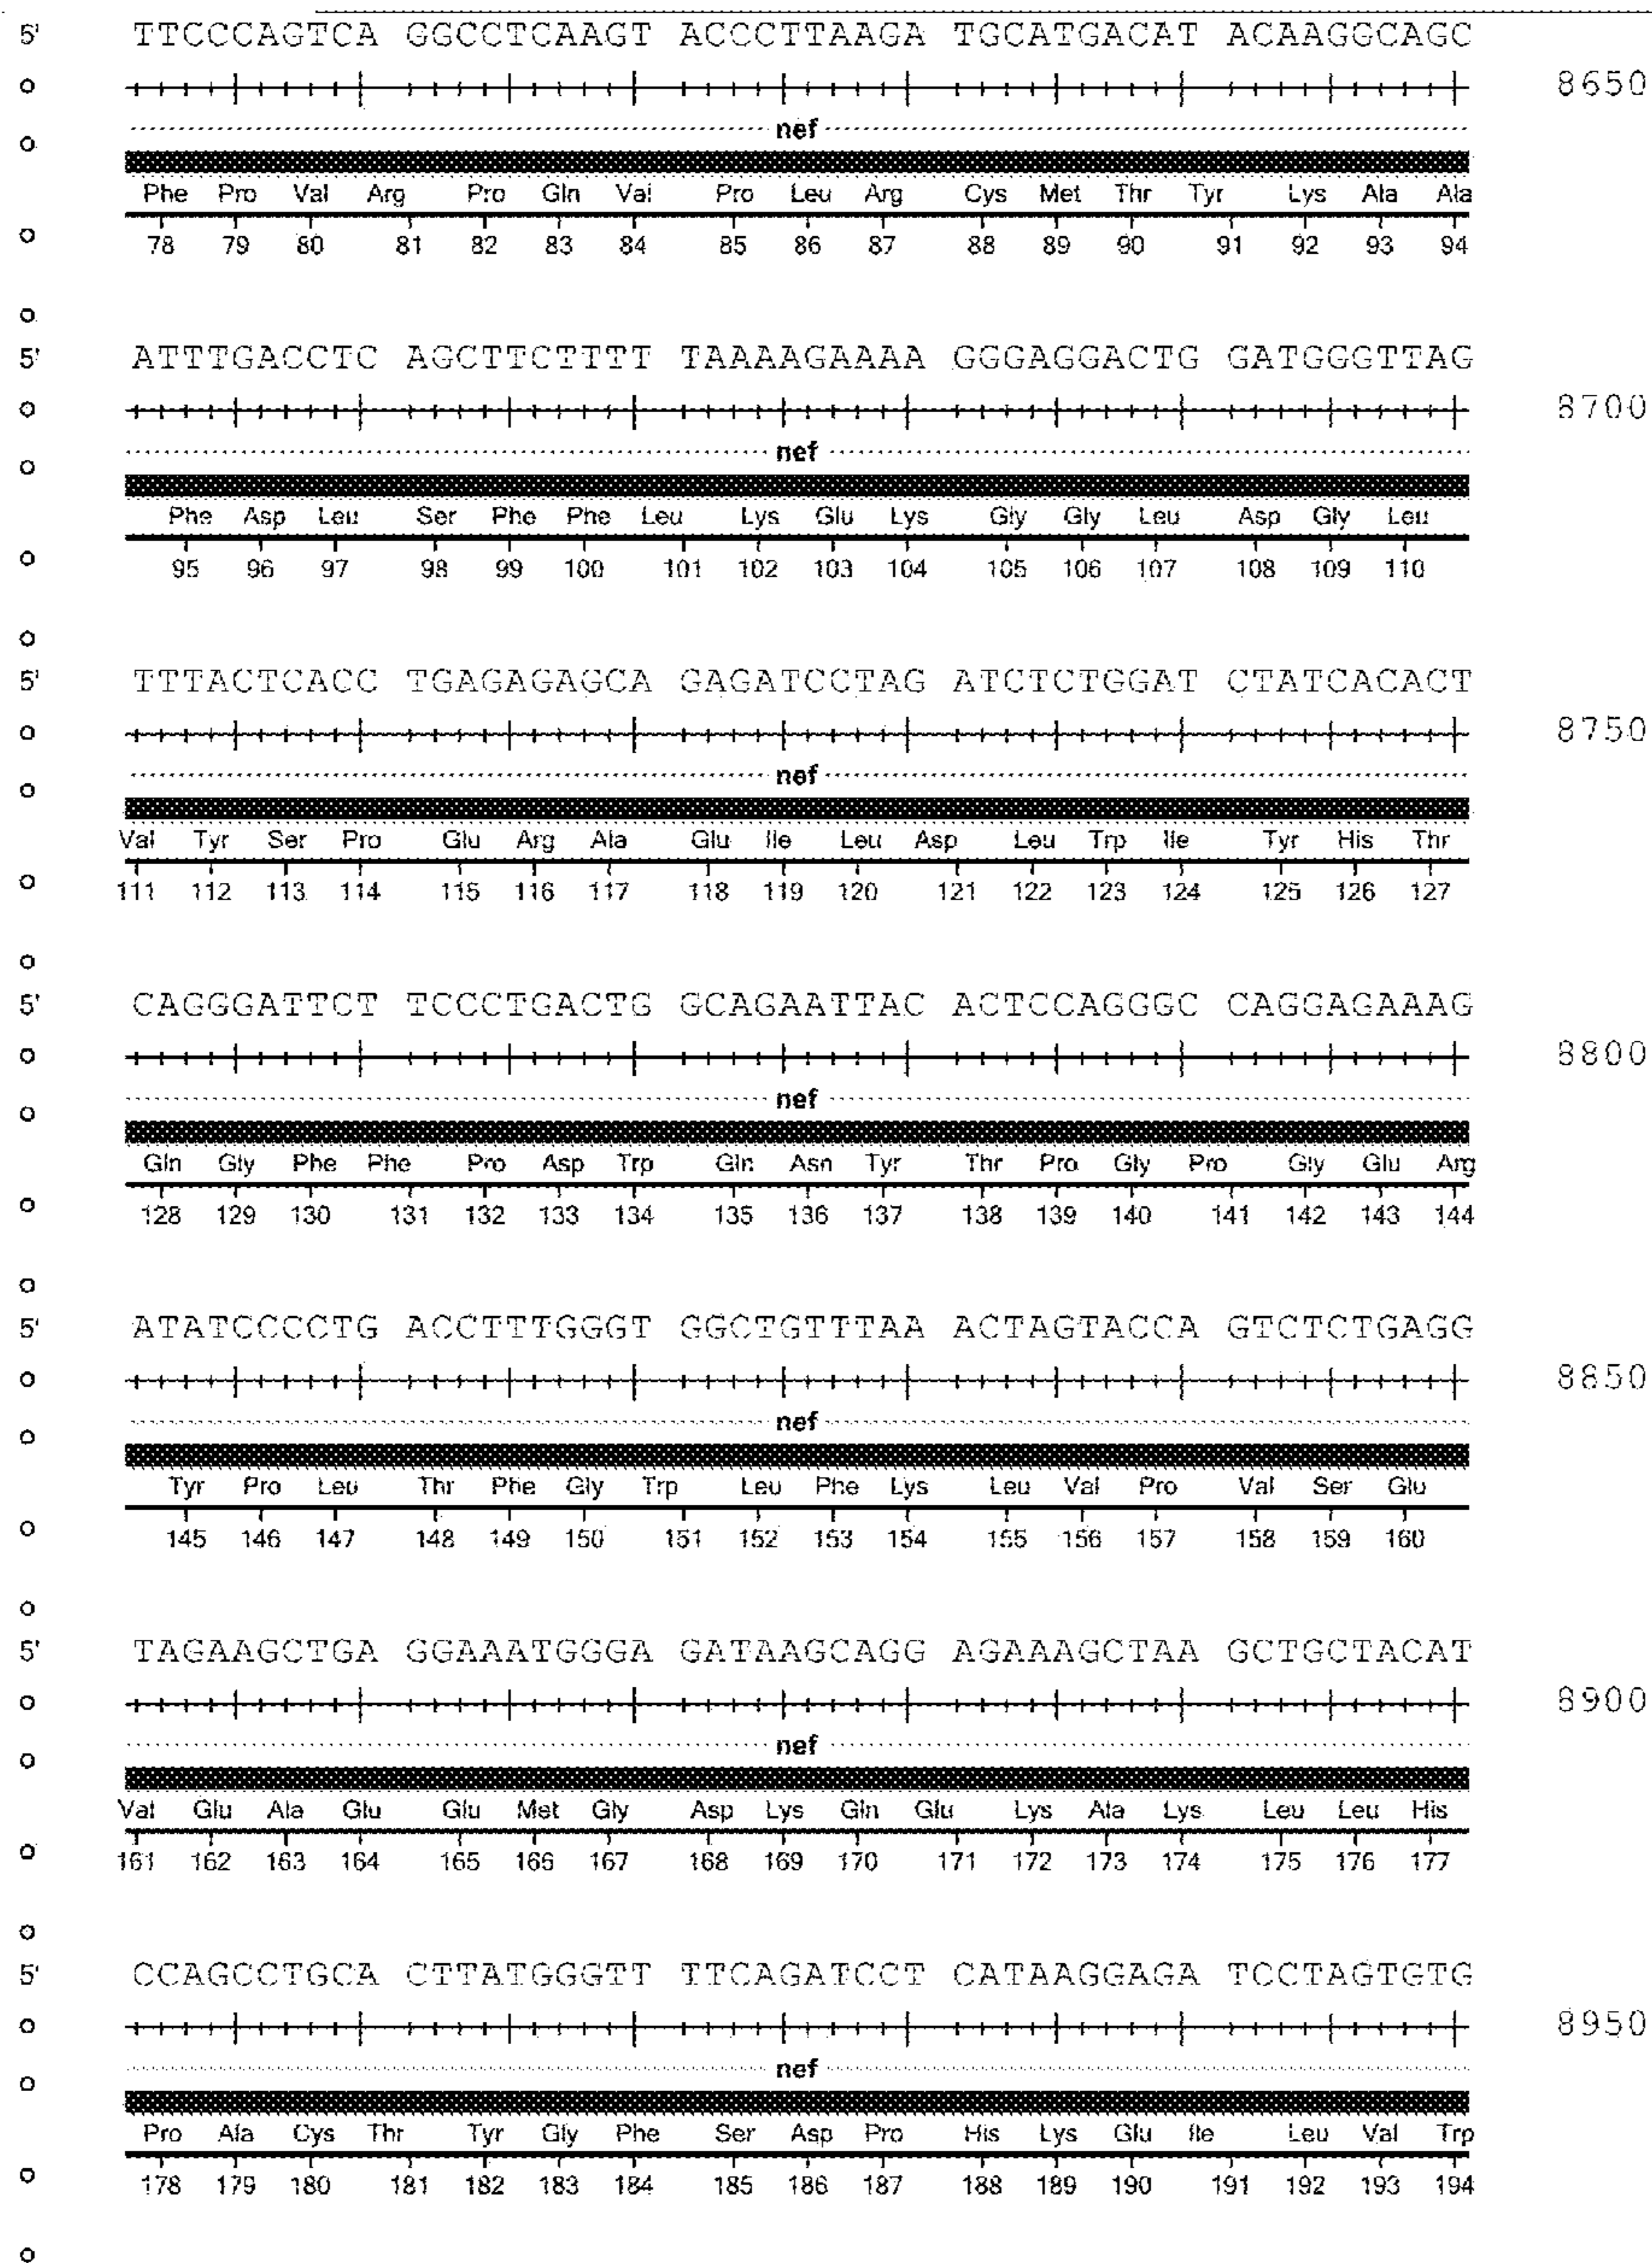 5' TTCCCAGTCA GGCCTCAAGT ACCCTTAAGA TGCATGACAT ACAAGGCAGC
8650
nef
Phe Pro Val Arg Pro Gln Val Pro Leu Arg Cys Met Thr Tyr Lys Ala Ala
78 79 80 81 82 83 84 85 86 87 88 89 90 91 92 93 94
5' ATTTGACCTC AGCTTCTTTT TAAAAGAAAA GGGAGGACTG GATGGGTTAG
8700
nef
Phe Asp Leu Ser Phe Phe Leu Lys Glu Lys Gly Gly Leu Asp Gly Leu
95 96 97 98 99 100 101 102 103 104 105 106 107 108 109 110
5' TTTACTCACC TGAGAGAGCA GAGATCCTAG ATCTCTGGAT CTATCACACT
8750
nef
Val Tyr Ser Pro Glu Arg Ala Glu Ile Leu Asp Leu Trp Ile Tyr His Thr
111 112 113 114 115 116 117 118 119 120 121 122 123 124 125 126 127
5' CAGGGATTCT TCCCTGACTG GCAGAATTAC ACTCCAGGGC CAGGAGAAAG
8800
nef
Gln Gly Phe Phe Pro Asp Trp Gln Asn Tyr Thr Pro Gly Pro Gly Glu Arg
128 129 130 131 132 133 134 135 136 137 138 139 140 141 142 143 144
5' ATATCCCCTG ACCTTTGGGT GGCTGTTTAA ACTAGTACCA GTCTCTGAGG
8850
nef
Tyr Pro Leu Thr Phe Gly Trp Leu Phe Lys Leu Val Pro Val Ser Glu
145 146 147 148 149 150 151 152 153 154 155 156 157 158 159 160
5' TAGAAGCTGA GGAAATGGGA GATAAGCAGG AGAAAGCTAA GCTGCTACAT
8900
nef
Val Glu Ala Glu Glu Met Gly Asp Lys Gln Glu Lys Ala Lys Leu Leu His
161 162 163 164 165 166 167 168 169 170 171 172 173 174 175 176 177
5' CCAGCCTGCA CTTATGGGTT TTCAGATCCT CATAAGGAGA TCCTAGTGTG
8950
nef
Pro Ala Cys Thr Tyr Gly Phe Ser Asp Pro His Lys Glu Ile Leu Val Trp
178 179 180 181 182 183 184 185 186 187 188 189 190 191 192 193 194